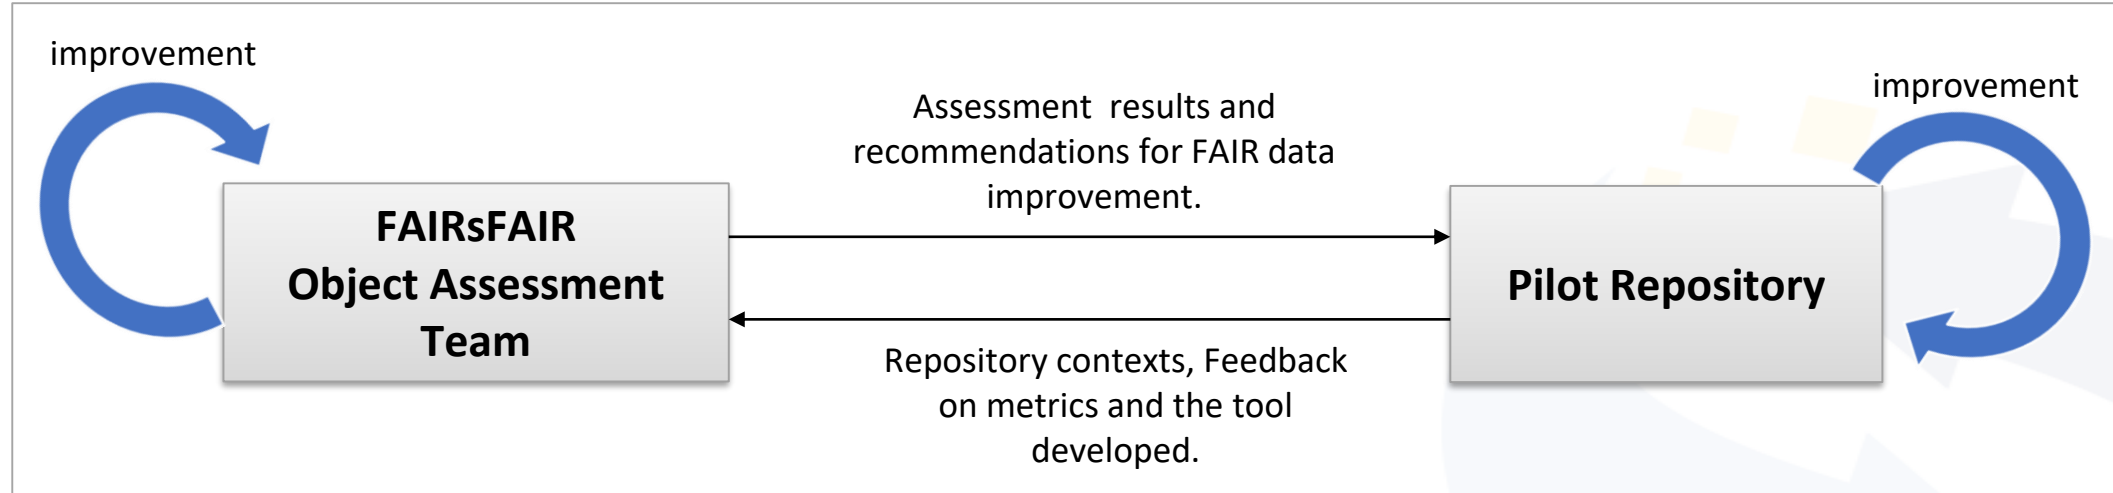 improvement
improvement
Assessment results and
recommendations for FAIR data
improvement.
FAIRsFAIR
Object Assessment
Team
Pilot Repository
Repository contexts, Feedback
on metrics and the tool
developed.